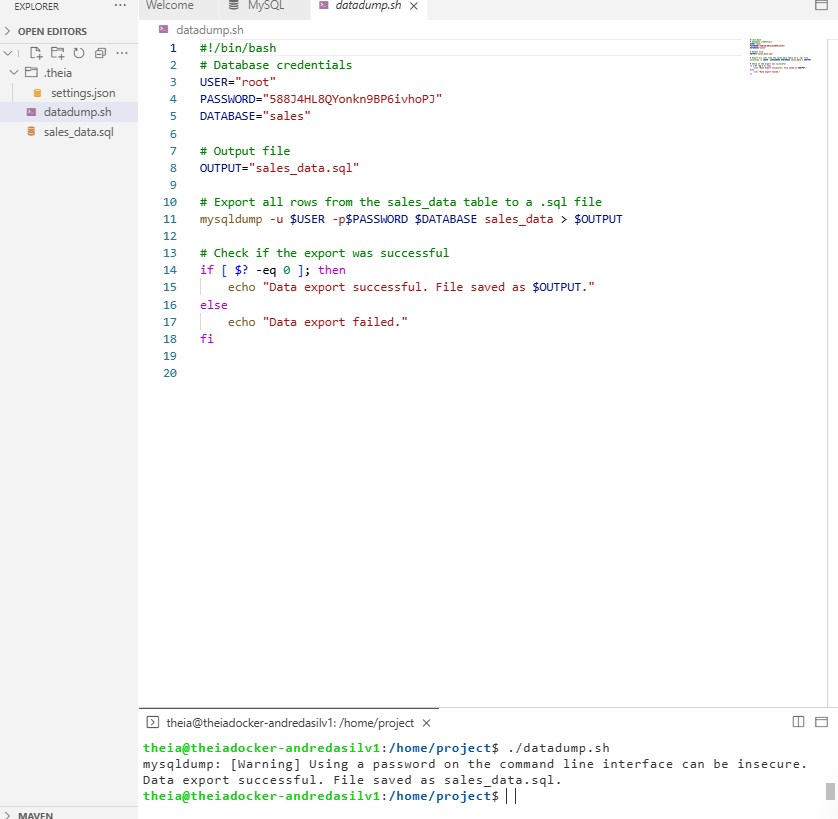 EXPLORER
Welcome
MySQL
datadump.sh
OPEN EDITORS
.theia
settings.json
datadump.sh
sales_data.sql
MAVEN
datadump.sh
1 #!/bin/bash
2 # Database credentials
3 USER="root"
4 PASSWORD="588J4HL8QYonkn9BP6ivhoPJ"
5 DATABASE="sales"
6
7 # Output file
8 OUTPUT="sales_data.sql"
9
10 # Export all rows from the sales_data table to a .sql file
11 mysqldump -u $USER -p$PASSWORD $DATABASE sales_data > $OUTPUT
12
13 # Check if the export was successful
14 if [ $? -eq 0 ]; then
15 echo "Data export successful. File saved as $OUTPUT."
16 else
17 echo "Data export failed."
18 fi
19
20
theia@theiadocker-andredasilv1: /home/project
theia@theiadocker-andredasilv1:/home/project$ ./datadump.sh
mysqldump: [Warning] Using a password on the command line interface can be insecure.
Data export successful. File saved as sales_data.sql.
theia@theiadocker-andredasilv1:/home/project$